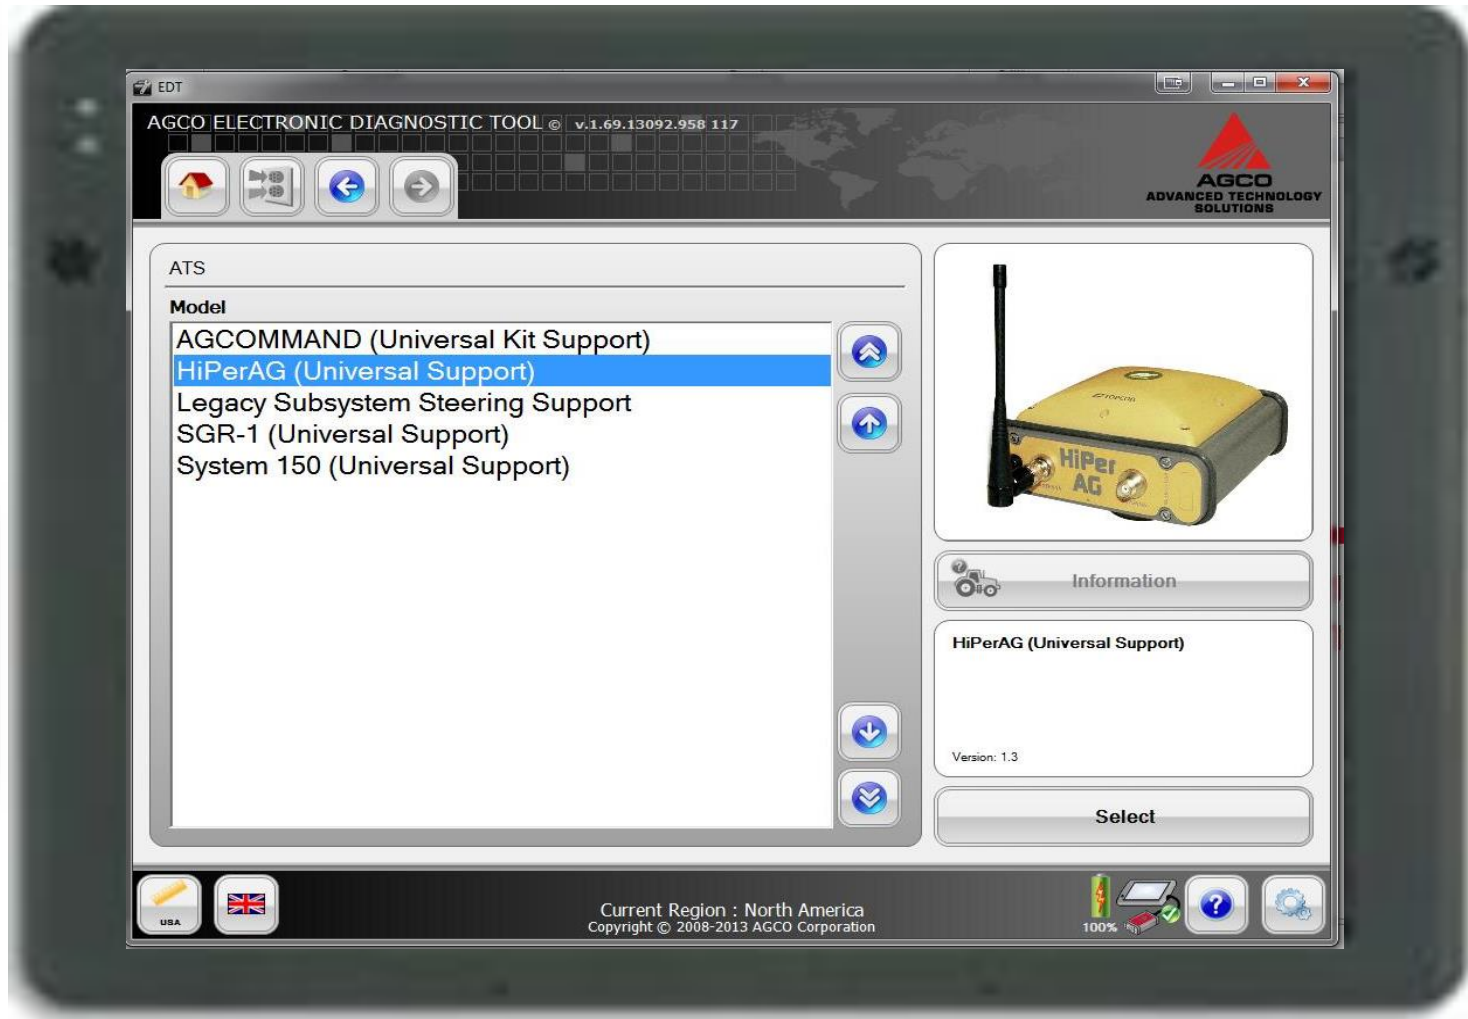 EDT
AGCO ELECTRONIC DIAGNOSTIC TOOL © v.1.69.13092.958 117
AGCO
ADVANCED TECHNOLOGY
SOLUTIONS
ATS
Model
AGCOMMAND (Universal Kit Support)
HiPerAG (Universal Support)
Legacy Subsystem Steering Support
SGR-1 (Universal Support)
System 150 (Universal Support)
TOPCON
HiPer
AG
Information
HiPerAG (Universal Support)
Version: 1.3
Select
USA
Current Region : North America
Copyright © 2008-2013 AGCO Corporation
100%